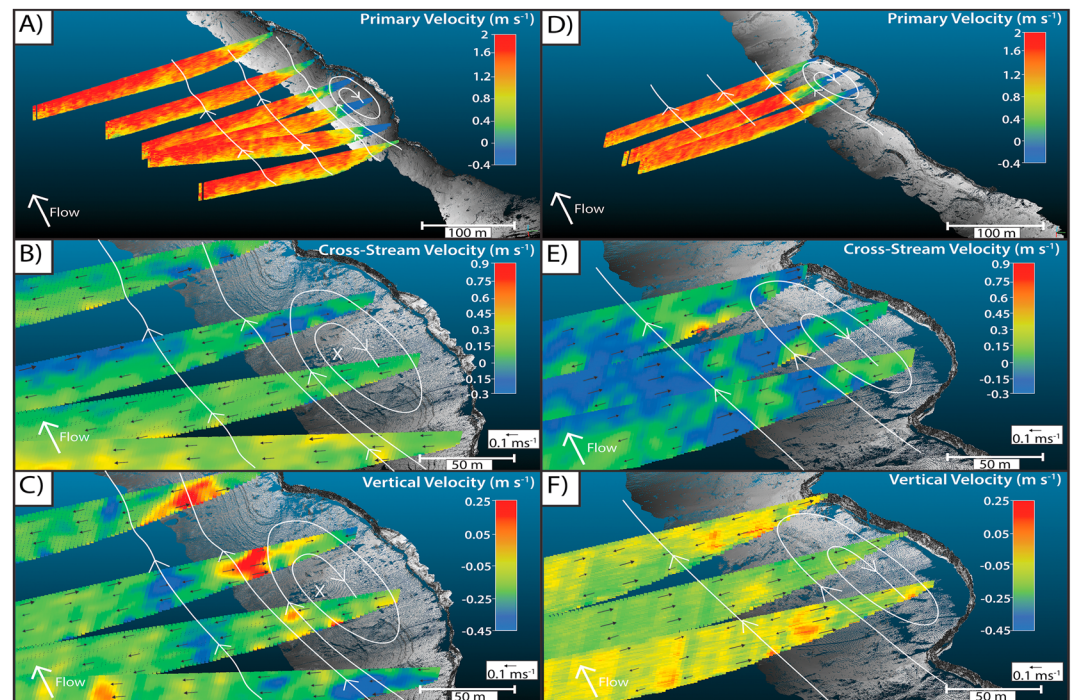 A)
Primary Velocity (m s⁻¹)
2
1.6
1.2
0.8
0.4
0
-0.4
Flow
100 m
D)
Primary Velocity (m s⁻¹)
2
1.6
1.2
0.8
0.4
0
-0.4
Flow
100 m
B)
Cross-Stream Velocity (m s⁻¹)
0.9
0.75
0.6
0.45
0.3
0.15
0
-0.15
-0.3
X
Flow
0.1 ms⁻¹
50 m
E)
Cross-Stream Velocity (m s⁻¹)
0.9
0.75
0.6
0.45
0.3
0.15
0
-0.15
-0.3
Flow
0.1 ms⁻¹
50 m
C)
Vertical Velocity (m s⁻¹)
0.25
0.05
-0.05
-0.25
-0.45
X
Flow
0.1 ms⁻¹
50 m
F)
Vertical Velocity (m s⁻¹)
0.25
0.05
-0.05
-0.25
-0.45
Flow
0.1 ms⁻¹
50 m